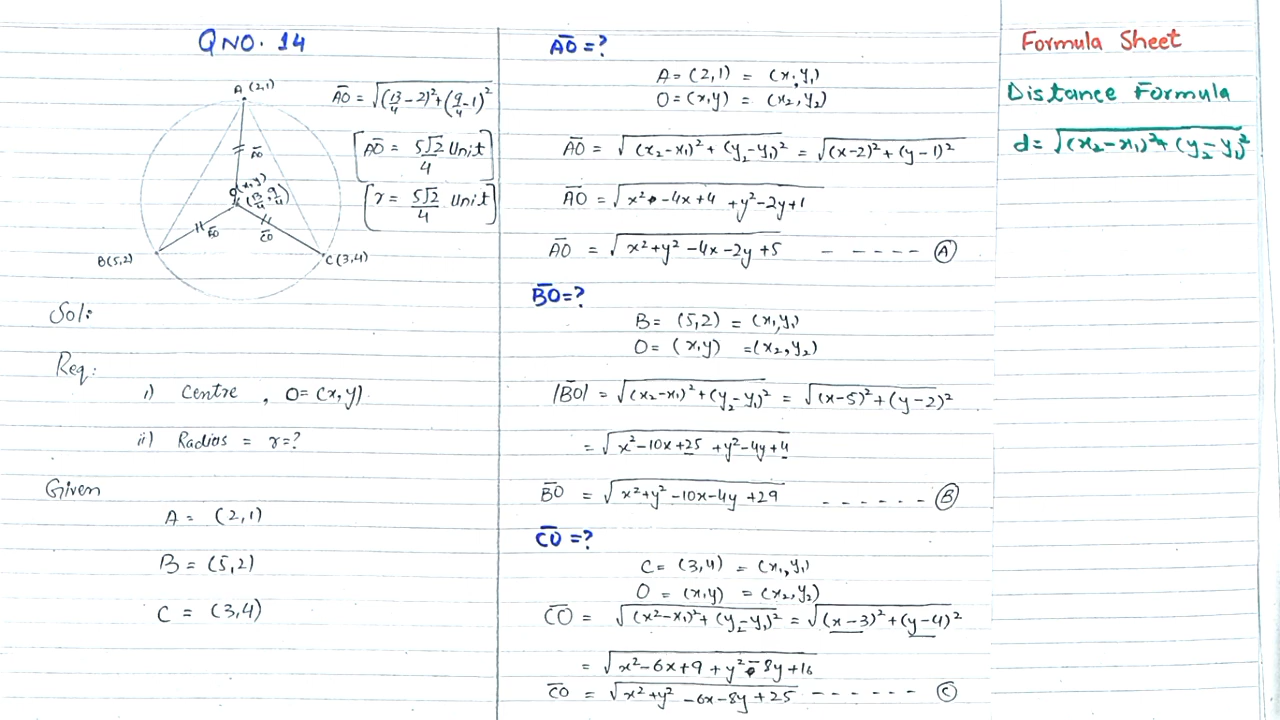 Q NO. 14
A (2,1)
AO̅
O(x,y)
(13/4, 9/4)
BO̅
CO̅
B(5,2)
C(3,4)
AO̅ = √((13/4 - 2)² + (9/4 - 1)²
[AO̅ = 5√2/4 Unit]
[r = 5√2/4 Unit]
Sol:
Req:
i) Centre , O= (x,y)
ii) Radius = r=?
Given
A= (2,1)
B = (5,2)
C = (3,4)
AO̅ =?
A= (2,1) = (x,y₁)
O= (x,y) = (x₂, y₂)
AO̅ = √((x₂-x₁)² + (y₂-y₁)²) = √((x-2)² + (y-1)²)
AO̅ = √(x² -4x+4 +y²-2y+1)
AO̅ = √(x²+y² -4x -2y +5) - - - - - Ⓐ
BO̅ =?
B= (5,2) = (x₁,y₁)
O= (x,y) =(x₂,y₂)
|BO̅| = √((x₂-x₁)² + (y₂-y₁)²) = √((x-5)² + (y-2)²)
= √(x²-10x+25 +y²-4y+4)
BO̅ = √(x²+y² -10x-4y +29) - - - - - - Ⓑ
CO̅ =?
C= (3,4) = (x₁,y₁)
O = (x,y) = (x₂,y₂)
CO̅ = √((x2-x₁)² + (y₂-y₁)²) = √((x-3)² + (y-4)²)
= √(x²-6x+9 + y²-8y+16)
CO̅ = √(x²+y² -6x-8y +25) - - - - - - Ⓒ
Formula Sheet
Distance Formula
d= √((x₂-x₁)² + (y₂-y₁)²)